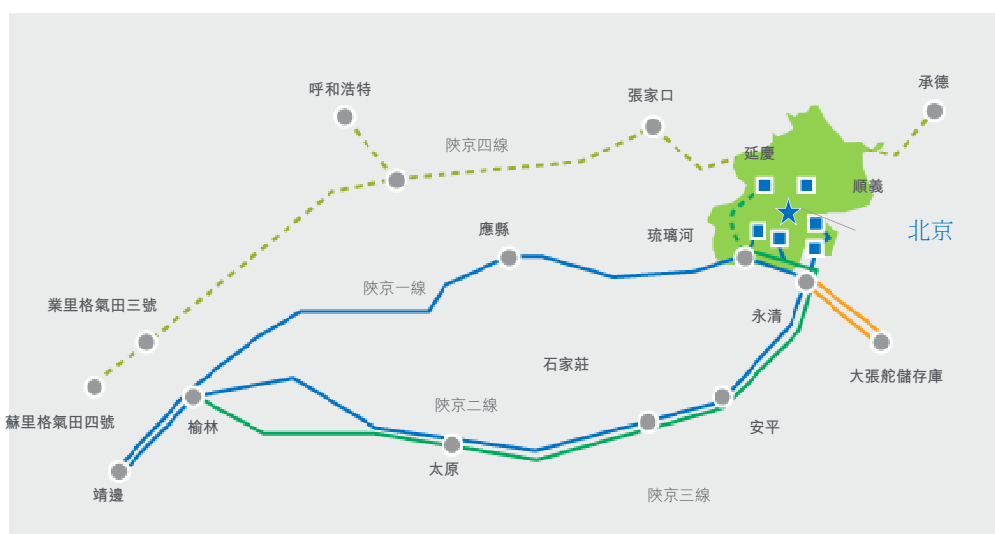 承德
呼和浩特
張家口
陝京四線
延慶
順義
應縣
琉璃河
北京
陝京一線
業里格氣田三號
永清
石家莊
大張舵儲存庫
陝京二線
蘇里格氣田四號
榆林
安平
太原
靖邊
陝京三線